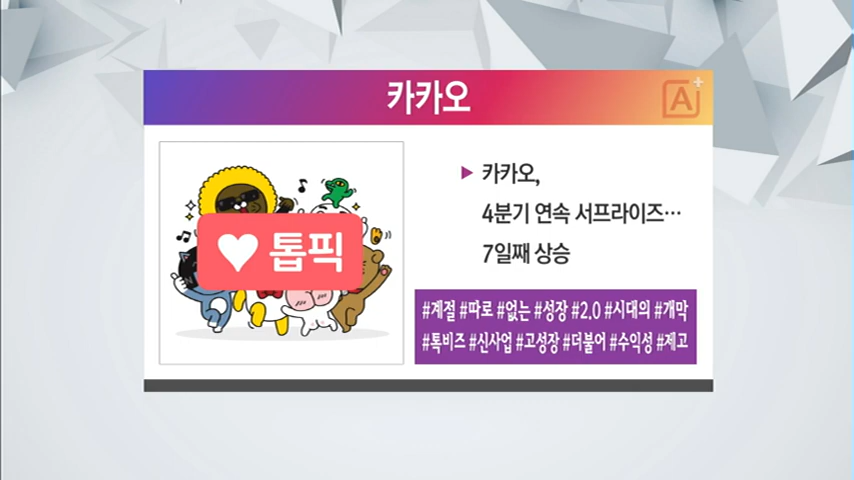 카카오
A+
♥ 톱픽
▶ 카카오,
4분기 연속 서프라이즈…
7일째 상승
#계절 #따로 #없는 #성장 #2.0 #시대의 #개막
#톡비즈 #신사업 #고성장 #더불어 #수익성 #제고